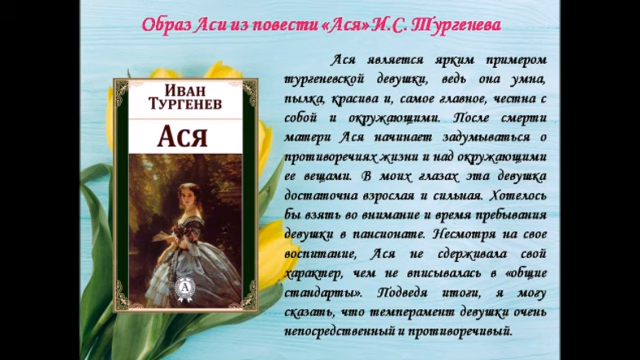 Образ Аси из повести «Ася» И.С. Тургенева
Ася является ярким примером
тургеневской девушки, ведь она умна,
пылка, красива и, самое главное, честна с
собой и окружающими. После смерти
матери Ася начинает задумываться о
противоречиях жизни и над окружающими
ее вещами. В моих глазах эта девушка
достаточна взрослая и сильная. Хотелось
бы взять во внимание и время пребывания
девушки в пансионате. Несмотря на свое
воспитание, Ася не сдерживала свой
характер, чем не вписывалась в «общие
стандарты». Подведя итоги, я могу
сказать, что темперамент девушки очень
непосредственный и противоречивый.
Иван
Тургенев
Ася